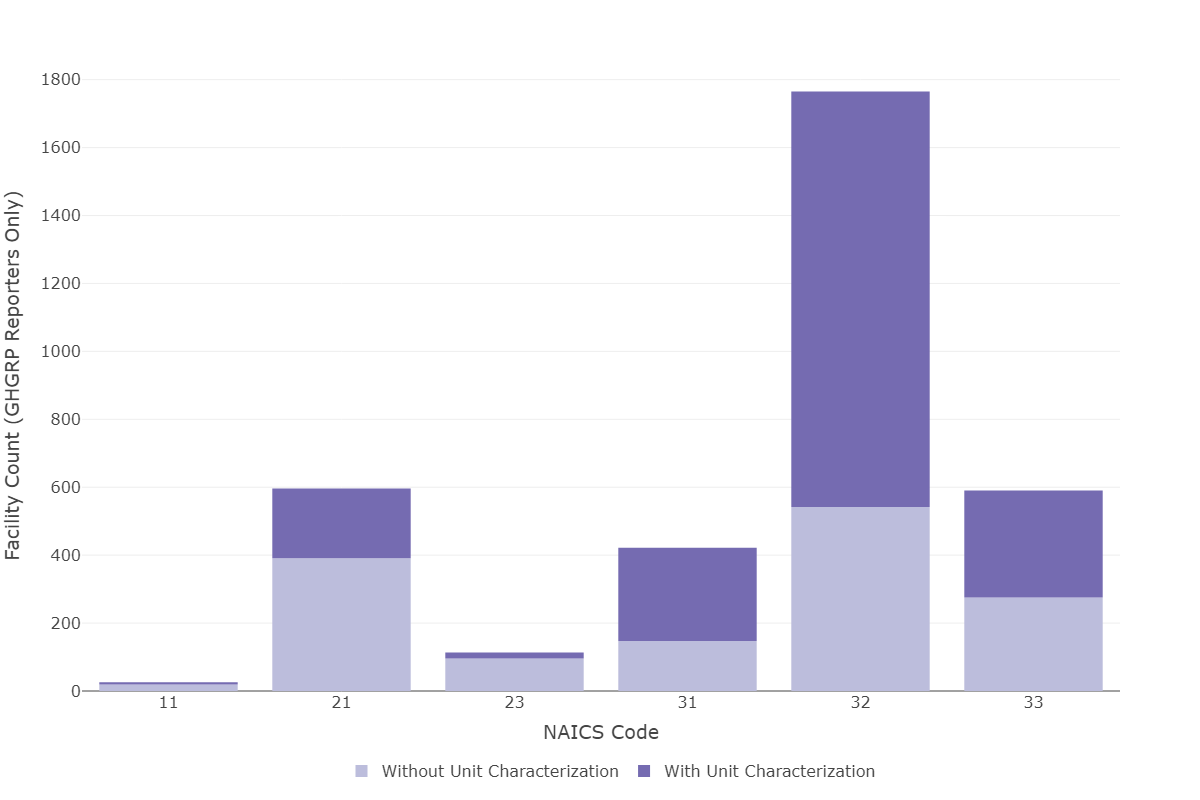 Facility Count (GHGRP Reporters Only)
1800
1600
1400
1200
1000
800
600
400
200
0
11 21 23 31 32 33
NAICS Code
Without Unit Characterization With Unit Characterization